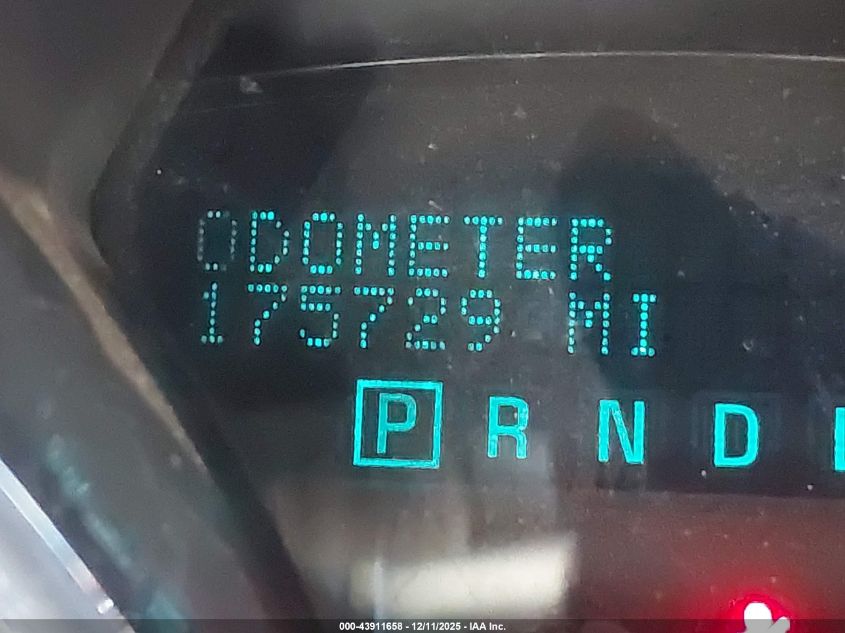 ODOMETER
175729 MI
P R N D
000-43911658 - 12/11/2025 - IAA Inc.